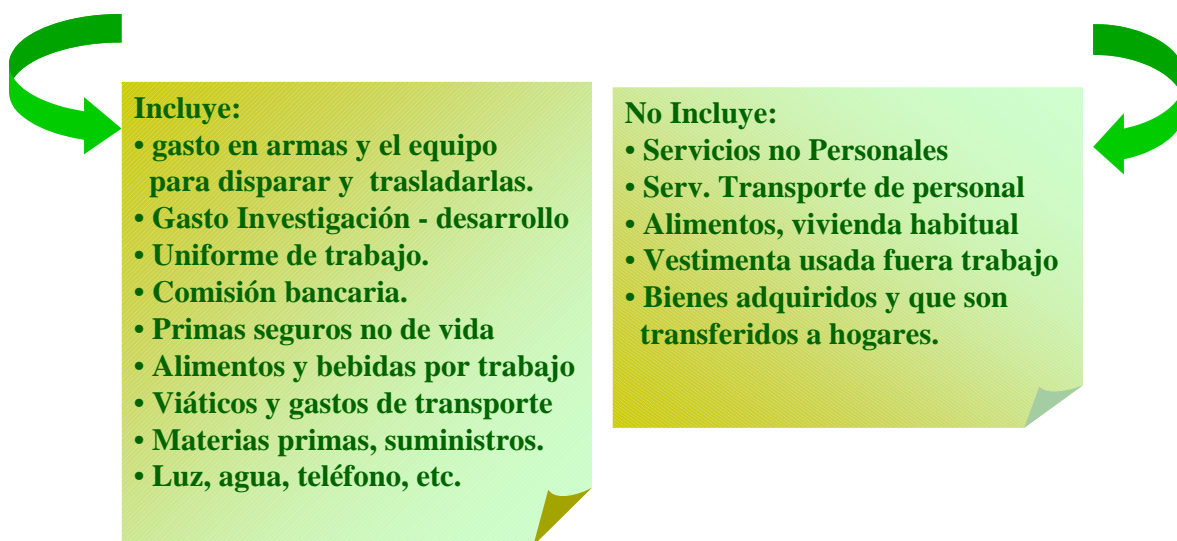 Incluye:
• gasto en armas y el equipo
para disparar y trasladarlas.
• Gasto Investigación - desarrollo
• Uniforme de trabajo.
• Comisión bancaria.
• Primas seguros no de vida
• Alimentos y bebidas por trabajo
• Viáticos y gastos de transporte
• Materias primas, suministros.
• Luz, agua, teléfono, etc.
No Incluye:
• Servicios no Personales
• Serv. Transporte de personal
• Alimentos, vivienda habitual
• Vestimenta usada fuera trabajo
• Bienes adquiridos y que son
transferidos a hogares.